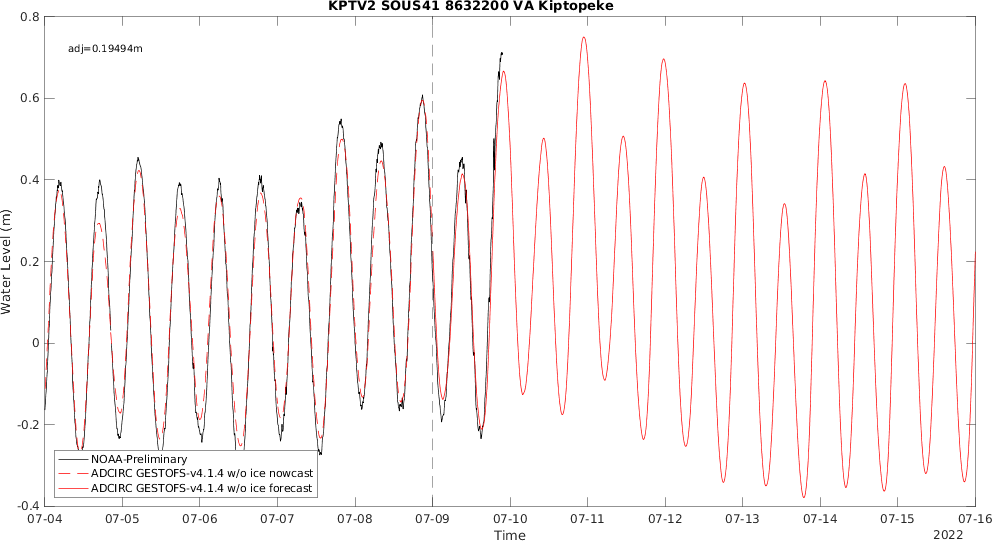 KPTV2 SOUS41 8632200 VA Kiptopeke
adj=0.19494m
0.8
0.6
0.4
0.2
0
-0.2
-0.4
Water Level (m)
NOAA-Preliminary
ADCIRC GESTOFS-v4.1.4 w/o ice nowcast
ADCIRC GESTOFS-v4.1.4 w/o ice forecast
07-04 07-05 07-06 07-07 07-08 07-09 07-10 07-11 07-12 07-13 07-14 07-15 07-16
Time
2022